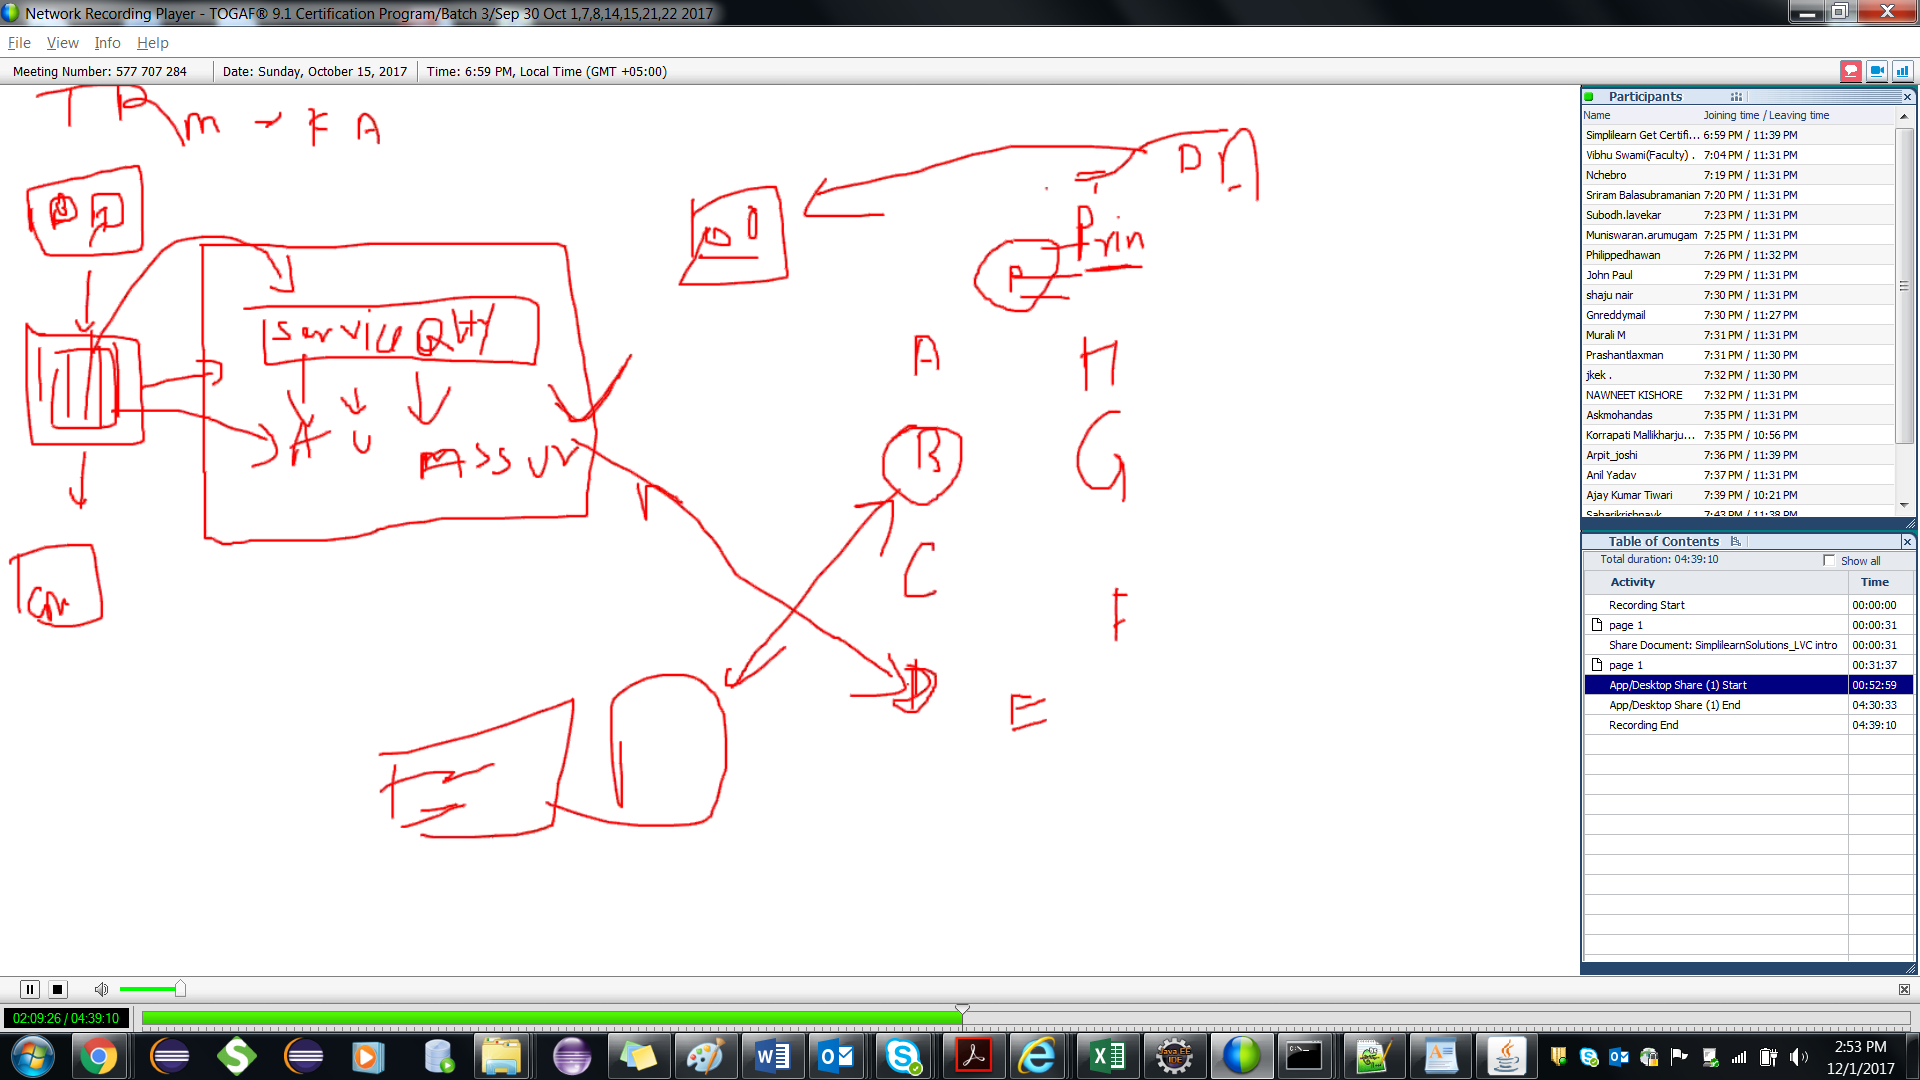 Network Recording Player - TOGAF® 9.1 Certification Program/Batch 3/Sep 30 Oct 1,7,8,14,15,21,22 2017
File View Info Help
Meeting Number: 577 707 284 Date: Sunday, October 15, 2017 Time: 6:59 PM, Local Time (GMT +05:00)
TRM → FA
Service Qlty
A U Assur
Prin
P
A H
B G
C F
D E
Participants
Name Joining time / Leaving time
Simplilearn Get Certifi... 6:59 PM / 11:39 PM
Vibhu Swami(Faculty) . 7:04 PM / 11:31 PM
Nchebro 7:19 PM / 11:31 PM
Sriram Balasubramanian 7:20 PM / 11:31 PM
Subodh.lavekar 7:23 PM / 11:31 PM
Muniswaran.arumugam 7:25 PM / 11:31 PM
Philippedhawan 7:26 PM / 11:32 PM
John Paul 7:29 PM / 11:31 PM
shaju nair 7:30 PM / 11:31 PM
Gnreddymail 7:30 PM / 11:27 PM
Murali M 7:31 PM / 11:31 PM
Prashantlaxman 7:31 PM / 11:30 PM
jkek . 7:32 PM / 11:30 PM
NAWNEET KISHORE 7:32 PM / 11:31 PM
Askmohandas 7:35 PM / 11:31 PM
Korrapati Mallikharju... 7:35 PM / 10:56 PM
Arpit_joshi 7:36 PM / 11:39 PM
Anil Yadav 7:37 PM / 11:31 PM
Ajay Kumar Tiwari 7:39 PM / 10:21 PM
Sabarikrishnavk 7:43 PM / 11:38 PM
Table of Contents
Total duration: 04:39:10 Show all
Activity Time
Recording Start 00:00:00
page 1 00:00:31
Share Document: SimplilearnSolutions_LVC intro 00:00:31
page 1 00:31:37
App/Desktop Share (1) Start 00:52:59
App/Desktop Share (1) End 04:30:33
Recording End 04:39:10
02:09:26 / 04:39:10
2:53 PM
12/1/2017